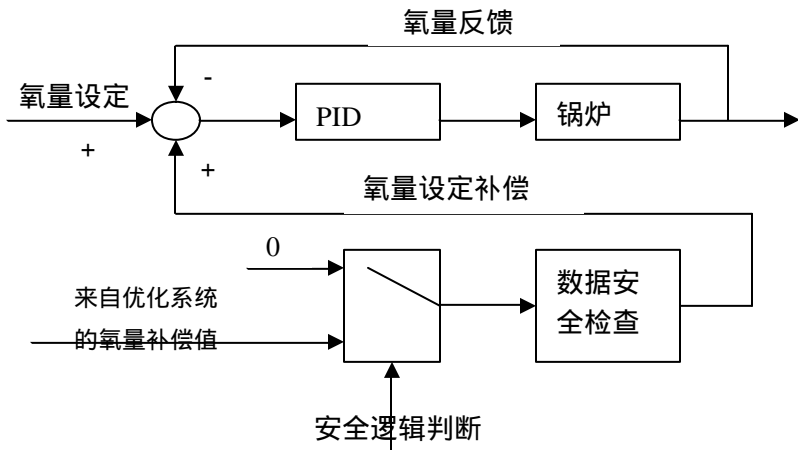 氧量反馈
-
氧量设定
PID
锅炉
+
+
氧量设定补偿
0
来自优化系统
的氧量补偿值
数据安
全检查
安全逻辑判断